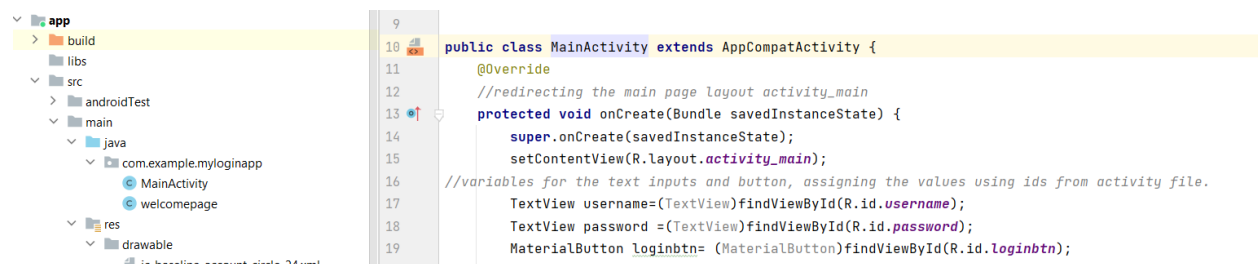 app
build
libs
src
androidTest
main
java
com.example.myloginapp
MainActivity
welcomepage
res
drawable
9
10 public class MainActivity extends AppCompatActivity {
11 @Override
12 //redirecting the main page layout activity_main
13 protected void onCreate(Bundle savedInstanceState) {
14 super.onCreate(savedInstanceState);
15 setContentView(R.layout.activity_main);
16 //variables for the text inputs and button, assigning the values using ids from activity file.
17 TextView username=(TextView)findViewById(R.id.username);
18 TextView password =(TextView)findViewById(R.id.password);
19 MaterialButton loginbtn= (MaterialButton)findViewById(R.id.loginbtn);